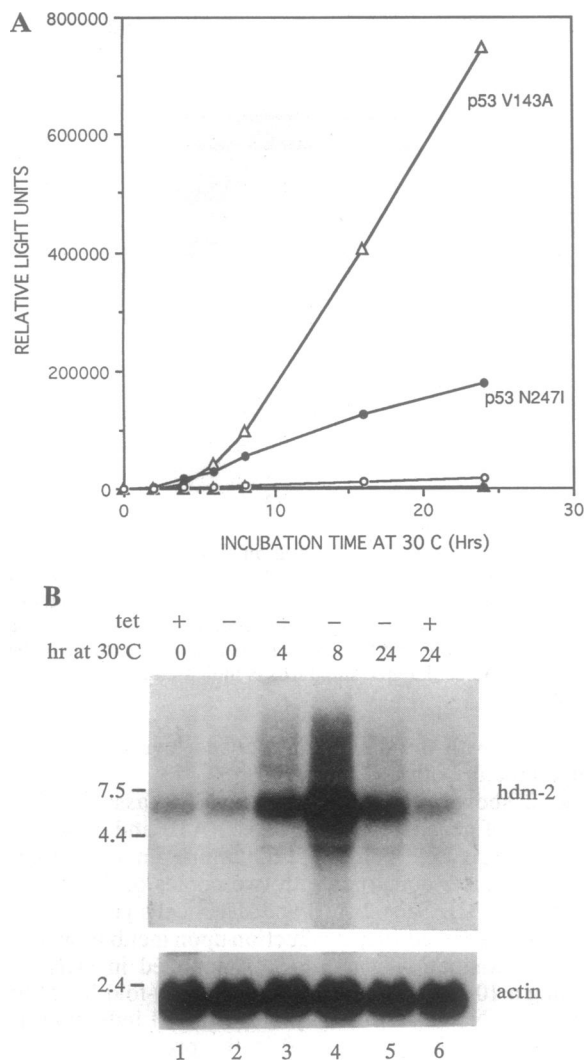 A
800000
600000
400000
200000
0
RELATIVE LIGHT UNITS
p53 V143A
p53 N247I
0 10 20 30
INCUBATION TIME AT 30 C (Hrs)
B
tet + − − − − +
hr at 30°C 0 0 4 8 24 24
7.5
hdm-2
4.4
2.4
actin
1 2 3 4 5 6